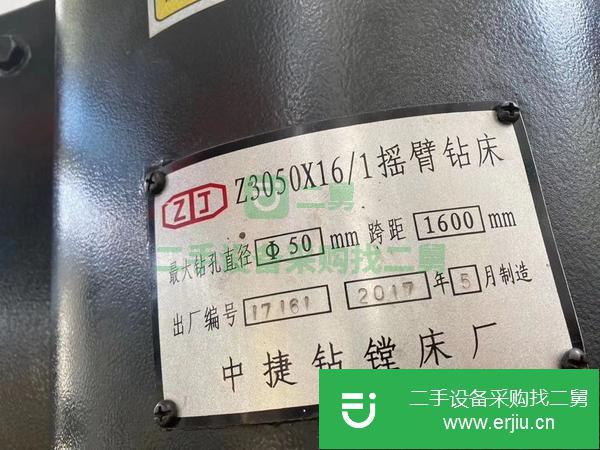 ZJ Z3050X16/1摇臂钻床
二舅
二手设备采购找二舅
最大钻孔直径 Φ50 mm 跨距 1600 mm
出厂编号 17161 2017 年 5 月制造
中捷钻镗床厂
二手设备采购找二舅
www.erjiu.cn